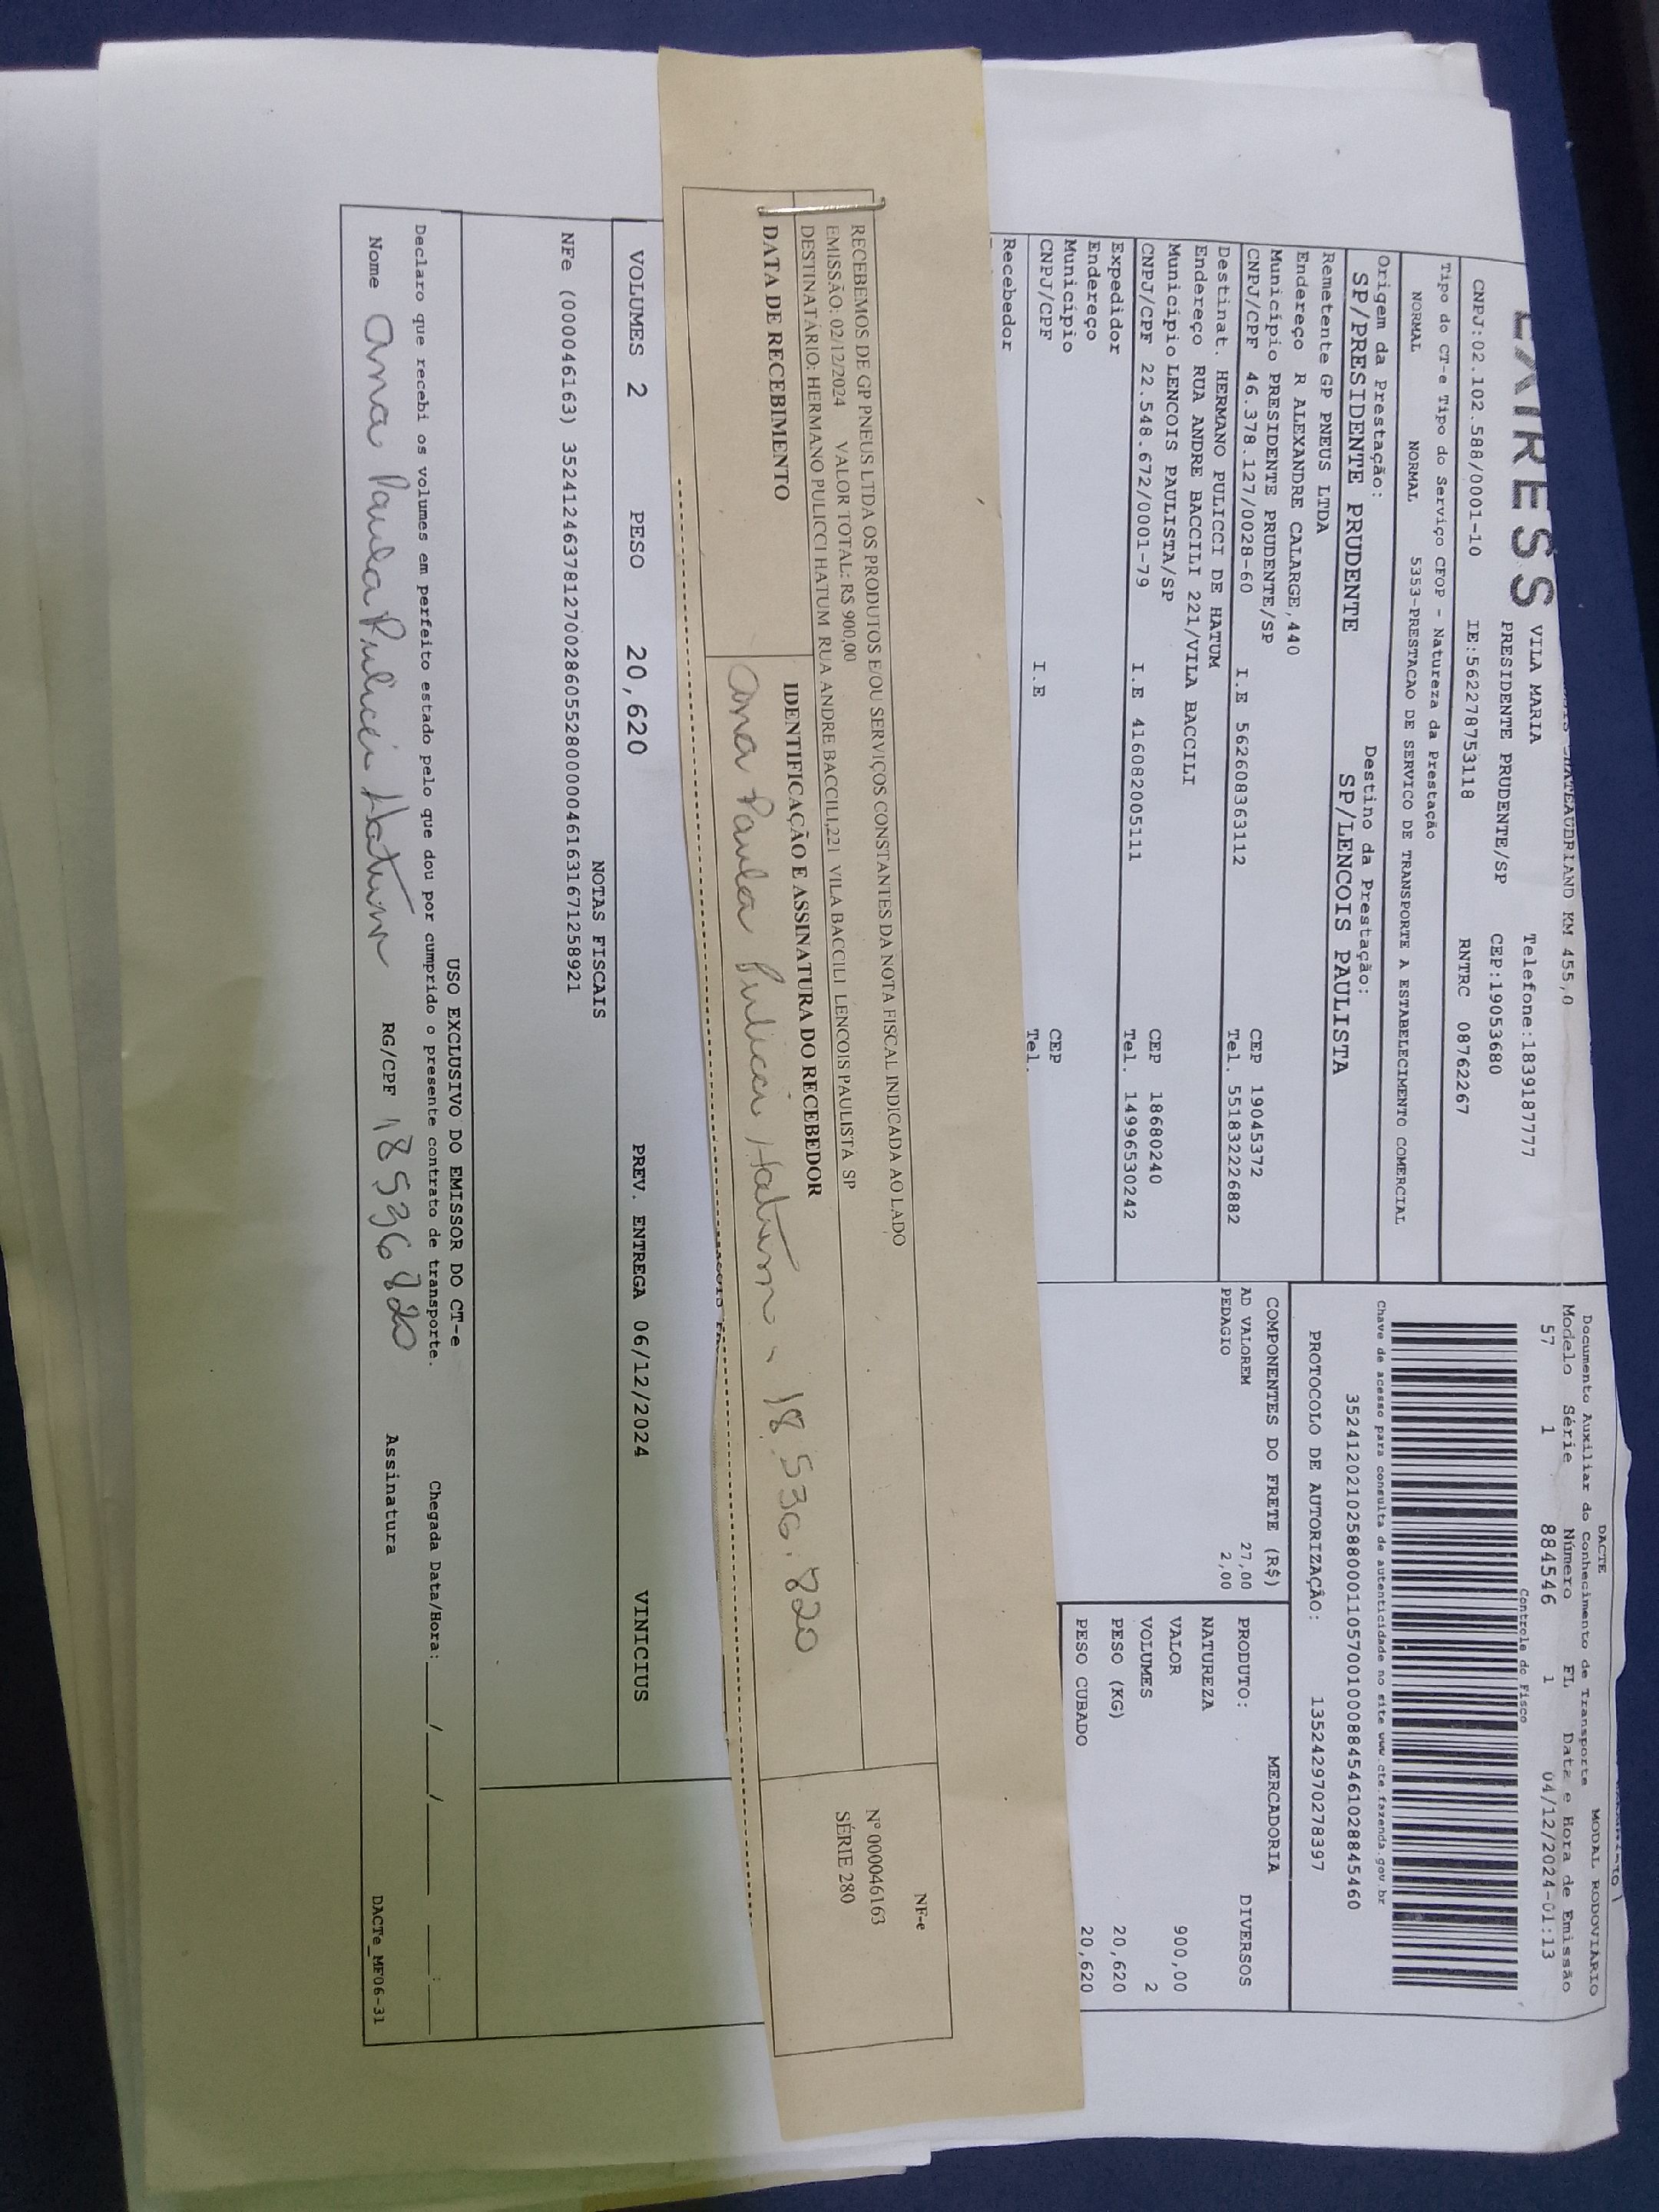 MODAL RODOVIÁRIO
DACTE
Documento Auxiliar do Conhecimento de Transporte
Modelo Série Número FL Data e Hora de Emissão
57 1 884546 1 04/12/2024-01:13
Controle do Fisco
KM 455,0
EXPRESS
VILA MARIA Telefone:1839187777
PRESIDENTE PRUDENTE/SP CEP:19053680
CNPJ:02.102.588/0001-10 IE:562278753118 RNTRC 08762267
Tipo do CT-e Tipo do Serviço CFOP - Natureza da Prestação
NORMAL NORMAL 5353-PRESTACAO DE SERVICO DE TRANSPORTE A ESTABELECIMENTO COMERCIAL
Chave de acesso para consulta de autenticidade no site www.cte.fazenda.gov.br
35241202102588000110570010008845461028845460
PROTOCOLO DE AUTORIZAÇÃO: 135242970278397
Origem da Prestação: Destino da Prestação:
SP/PRESIDENTE PRUDENTE SP/LENCOIS PAULISTA
Remetente GP PNEUS LTDA
Endereço R ALEXANDRE CALARGE,440
Município PRESIDENTE PRUDENTE/SP CEP 19045372
CNPJ/CPF 46.378.127/0028-60 I.E 562608363112 Tel. 551832226882
Destinat. HERMANO PULICCI DE HATUM
Endereço RUA ANDRE BACCILI 221/VILA BACCILI
Município LENCOIS PAULISTA/SP CEP 18680240
CNPJ/CPF 22.548.672/0001-79 I.E 416082005111 Tel. 14996530242
Expedidor
Endereço
Município CEP
CNPJ/CPF I.E Tel.
Recebedor
COMPONENTES DO FRETE (R$)
AD VALOREM 27,00
PEDAGIO 2,00
MERCADORIA
PRODUTO: DIVERSOS
NATUREZA
VALOR 900,00
VOLUMES 2
PESO (KG) 20,620
PESO CUBADO 20,620
RECEBEMOS DE GP PNEUS LTDA OS PRODUTOS E/OU SERVIÇOS CONSTANTES DA NOTA FISCAL INDICADA AO LADO
EMISSÃO: 02/12/2024 VALOR TOTAL: R$ 900,00
DESTINATÁRIO: HERMANO PULICCI HATUM RUA ANDRE BACCILI,221 VILA BACCILI LENCOIS PAULISTA SP
DATA DE RECEBIMENTO
IDENTIFICAÇÃO E ASSINATURA DO RECEBEDOR
Ana Paula Pulicci Hatum - 18.536.820
NF-e
Nº 000046163
SÉRIE 280
VOLUMES 2 PESO 20,620 PREV. ENTREGA 06/12/2024 VINICIUS
NOTAS FISCAIS
NFe (000046163) 35241246378127002860552800000461631671258921
USO EXCLUSIVO DO EMISSOR DO CT-e
Declaro que recebi os volumes em perfeito estado pelo que dou por cumprido o presente contrato de transporte. Chegada Data/Hora:____/____/____ ____:____
Nome Ana Paula Pulicci Hatum RG/CPF 18536820 Assinatura
DACTe_MF06-31